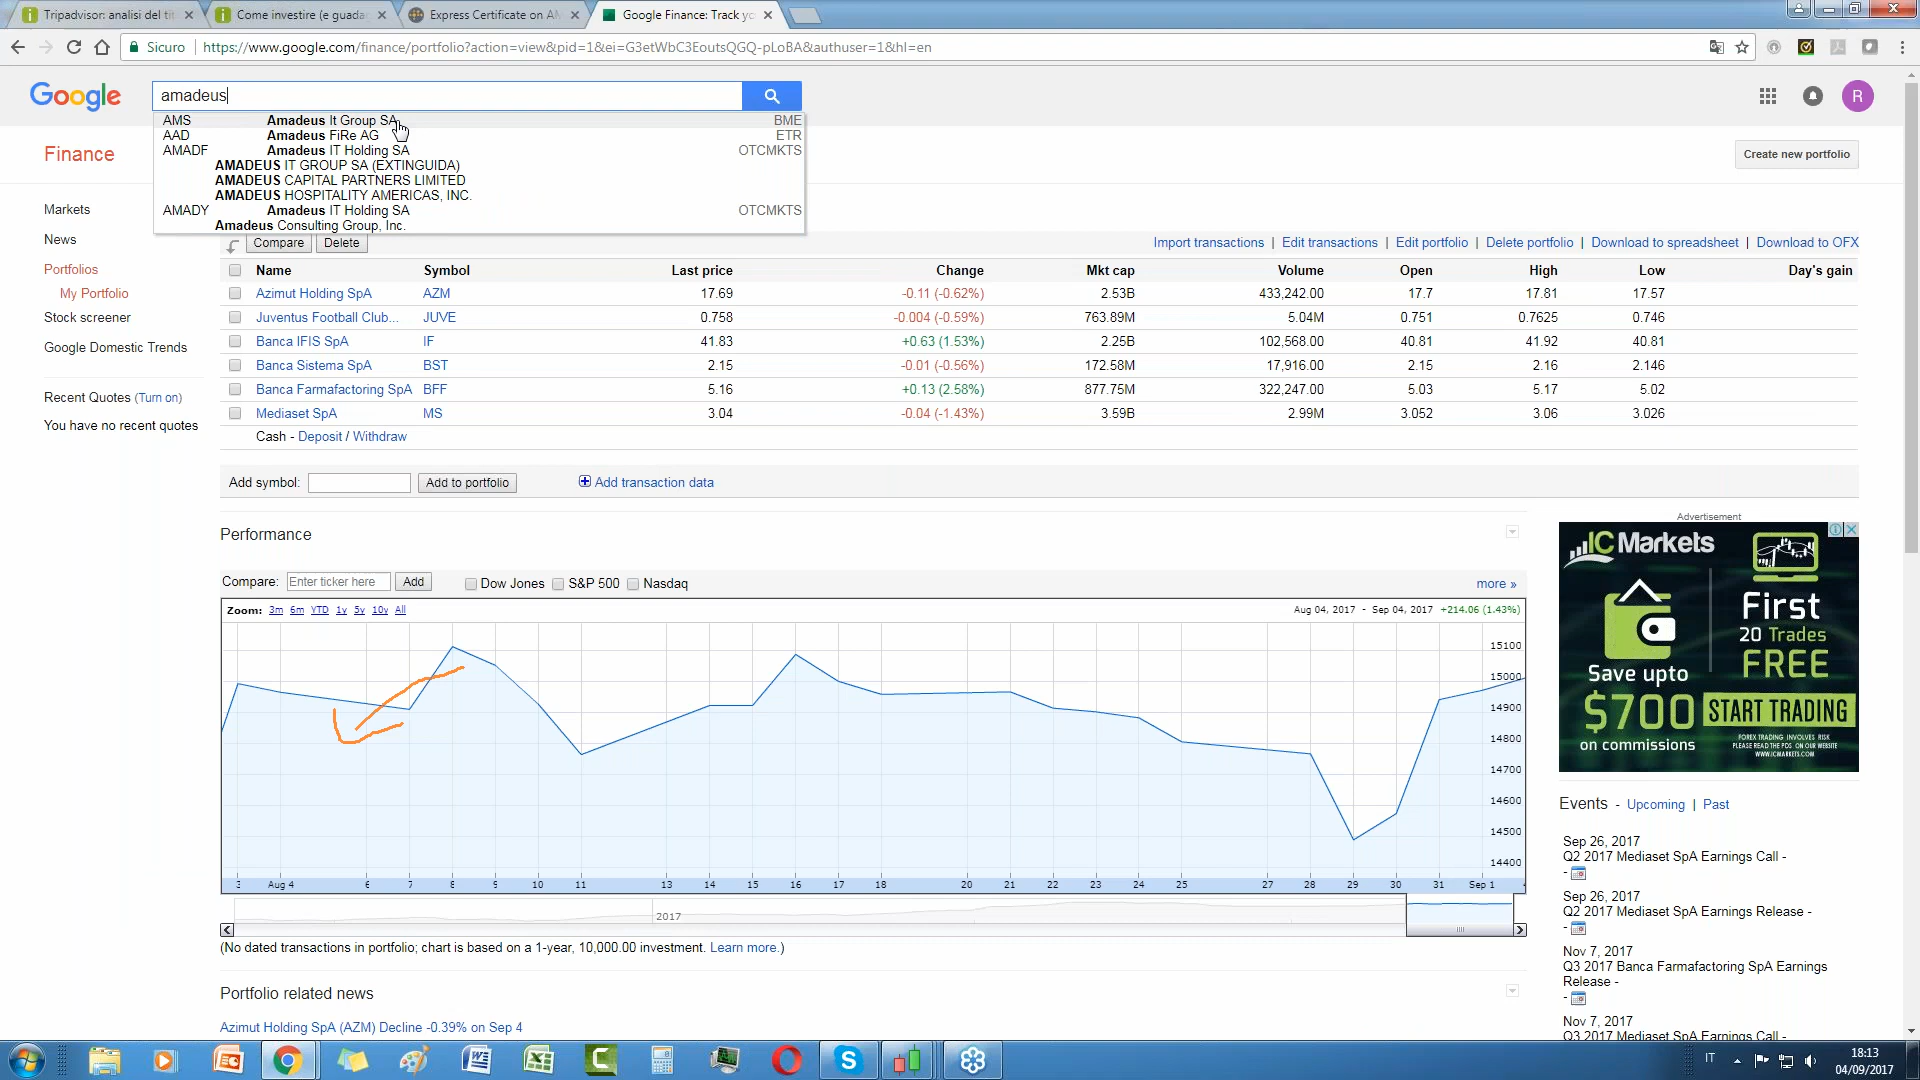 Tripadvisor: analisi del tit
Come investire (e guada
Express Certificate on AM
Google Finance: Track yo
Sicuro https://www.google.com/finance/portfolio?action=view&pid=1&ei=G3etWbC3EoutsQGQ-pLoBA&authuser=1&hl=en
Google
amadeus
R
AMS Amadeus It Group SA BME
AAD Amadeus FiRe AG ETR
AMADF Amadeus IT Holding SA OTCMKTS
AMADEUS IT GROUP SA (EXTINGUIDA)
AMADEUS CAPITAL PARTNERS LIMITED
AMADEUS HOSPITALITY AMERICAS, INC.
AMADY Amadeus IT Holding SA OTCMKTS
Amadeus Consulting Group, Inc.
Finance
Create new portfolio
Markets
News
Portfolios
My Portfolio
Stock screener
Google Domestic Trends
Recent Quotes (Turn on)
You have no recent quotes
Compare Delete
Import transactions | Edit transactions | Edit portfolio | Delete portfolio | Download to spreadsheet | Download to OFX
Name Symbol Last price Change Mkt cap Volume Open High Low Day's gain
Azimut Holding SpA AZM 17.69 -0.11 (-0.62%) 2.53B 433,242.00 17.7 17.81 17.57
Juventus Football Club... JUVE 0.758 -0.004 (-0.59%) 763.89M 5.04M 0.751 0.7625 0.746
Banca IFIS SpA IF 41.83 +0.63 (1.53%) 2.25B 102,568.00 40.81 41.92 40.81
Banca Sistema SpA BST 2.15 -0.01 (-0.56%) 172.58M 17,916.00 2.15 2.16 2.146
Banca Farmafactoring SpA BFF 5.16 +0.13 (2.58%) 877.75M 322,247.00 5.03 5.17 5.02
Mediaset SpA MS 3.04 -0.04 (-1.43%) 3.59B 2.99M 3.052 3.06 3.026
Cash - Deposit / Withdraw
Add symbol: Add to portfolio Add transaction data
Performance
Compare: Enter ticker here Add Dow Jones S&P 500 Nasdaq more »
Zoom: 3m 6m YTD 1y 5y 10y All
Aug 04, 2017 - Sep 04, 2017 +214.06 (1.43%)
15100
15000
14900
14800
14700
14600
14500
14400
3 Aug 4 6 7 8 9 10 11 13 14 15 16 17 18 20 21 22 23 24 25 27 28 29 30 31 Sep 1
2017
(No dated transactions in portfolio; chart is based on a 1-year, 10,000.00 investment. Learn more.)
Portfolio related news
Azimut Holding SpA (AZM) Decline -0.39% on Sep 4
Advertisement
IC Markets
First
20 Trades
FREE
Save upto
$700
on commissions
START TRADING
FOREX TRADING INVOLVES RISK
PLEASE READ THE PDS ON OUR WEBSITE
WWW.ICMARKETS.COM
Events - Upcoming | Past
Sep 26, 2017
Q2 2017 Mediaset SpA Earnings Call -
-
Sep 26, 2017
Q2 2017 Mediaset SpA Earnings Release -
-
Nov 7, 2017
Q3 2017 Banca Farmafactoring SpA Earnings
Release -
-
Nov 7, 2017
Q3 2017 Mediaset SpA Earnings Call -
IT
18:13
04/09/2017